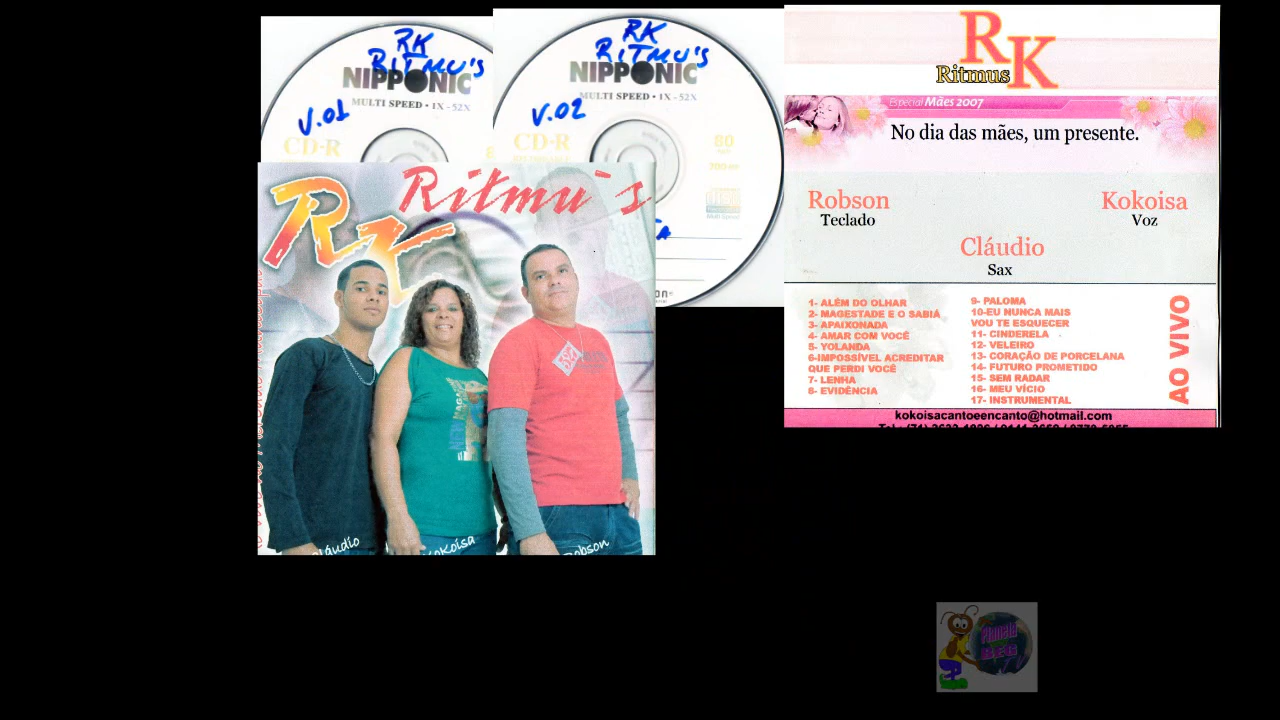 RK
RITMU'S
NIPPONIC
MULTI SPEED • 1X - 52X
V.01
CD-R
RK
RITMU'S
NIPPONIC
MULTI SPEED • 1X - 52X
V.02
CD-R
80
700
RK
Ritmu`s
Cláudio
Kokoisa
Robson
RK
Ritmus
Especial Mães 2007
No dia das mães, um presente.
Robson
Teclado
Kokoisa
Voz
Cláudio
Sax
1- ALÉM DO OLHAR
2- MAGESTADE E O SABIÁ
3- APAIXONADA
4- AMAR COM VOCÊ
5- YOLANDA
6-IMPOSSÍVEL ACREDITAR
QUE PERDI VOCÊ
7- LENHA
8- EVIDÊNCIA
9- PALOMA
10-EU NUNCA MAIS
VOU TE ESQUECER
11- CINDERELA
12- VELEIRO
13- CORAÇÃO DE PORCELANA
14- FUTURO PROMETIDO
15- SEM RADAR
16- MEU VÍCIO
17- INSTRUMENTAL
AO VIVO
kokoisacantoeencanto@hotmail.com
Planeta
BEG